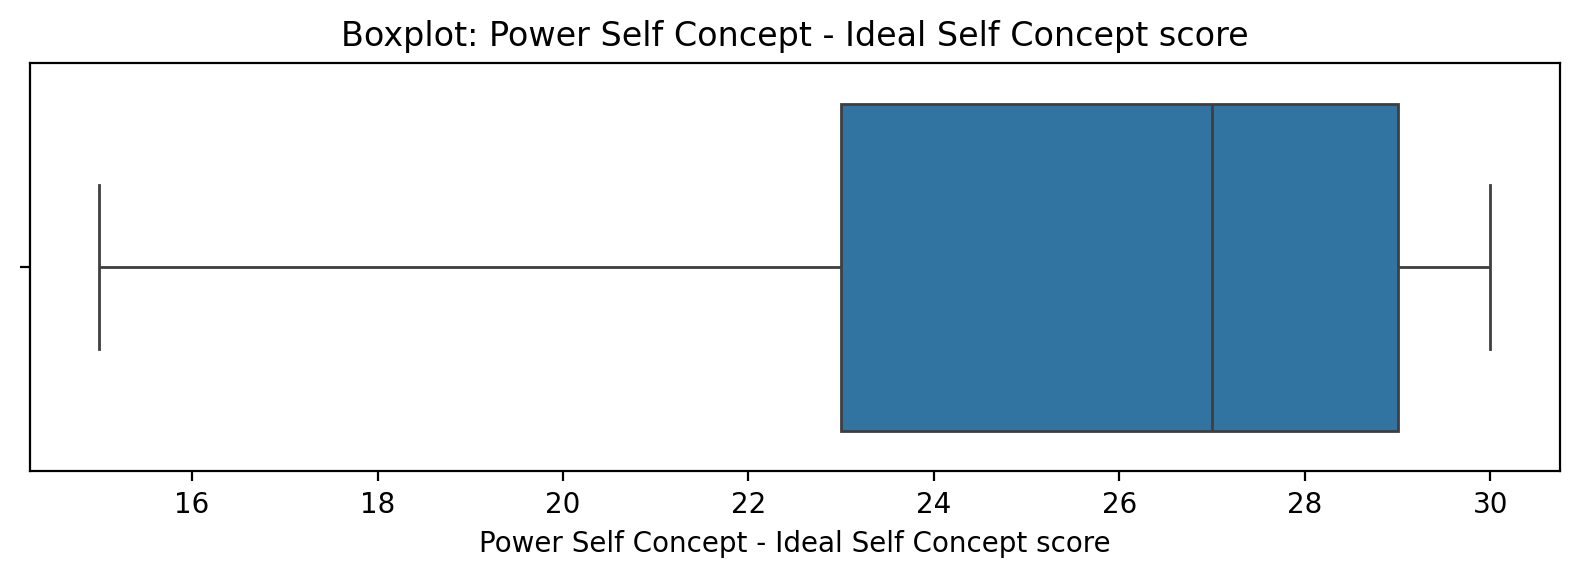 Boxplot: Power Self Concept - Ideal Self Concept score
16 18 20 22 24 26 28 30
Power Self Concept - Ideal Self Concept score